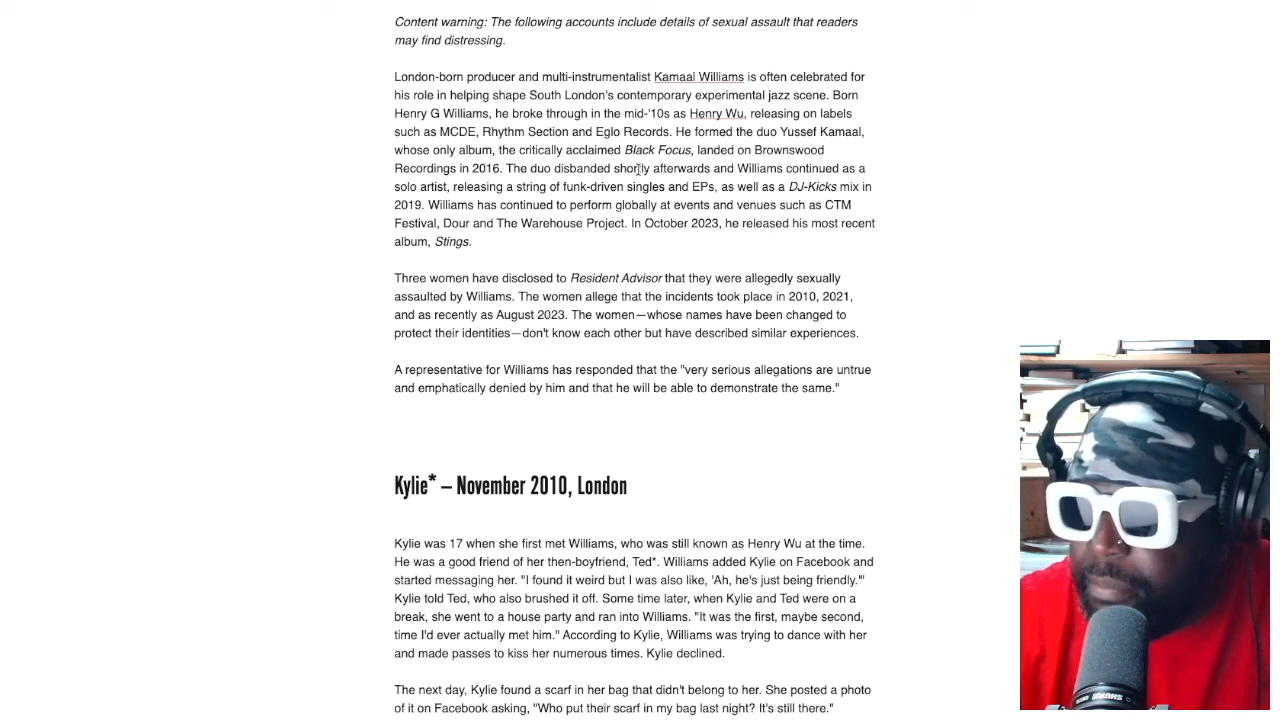 Content warning: The following accounts include details of sexual assault that readers
may find distressing.
London-born producer and multi-instrumentalist Kamaal Williams is often celebrated for
his role in helping shape South London's contemporary experimental jazz scene. Born
Henry G Williams, he broke through in the mid-'10s as Henry Wu, releasing on labels
such as MCDE, Rhythm Section and Eglo Records. He formed the duo Yussef Kamaal,
whose only album, the critically acclaimed Black Focus, landed on Brownswood
Recordings in 2016. The duo disbanded shortly afterwards and Williams continued as a
solo artist, releasing a string of funk-driven singles and EPs, as well as a DJ-Kicks mix in
2019. Williams has continued to perform globally at events and venues such as CTM
Festival, Dour and The Warehouse Project. In October 2023, he released his most recent
album, Stings.
Three women have disclosed to Resident Advisor that they were allegedly sexually
assaulted by Williams. The women allege that the incidents took place in 2010, 2021,
and as recently as August 2023. The women—whose names have been changed to
protect their identities—don't know each other but have described similar experiences.
A representative for Williams has responded that the "very serious allegations are untrue
and emphatically denied by him and that he will be able to demonstrate the same."
Kylie* – November 2010, London
Kylie was 17 when she first met Williams, who was still known as Henry Wu at the time.
He was a good friend of her then-boyfriend, Ted*. Williams added Kylie on Facebook and
started messaging her. "I found it weird but I was also like, 'Ah, he's just being friendly.'"
Kylie told Ted, who also brushed it off. Some time later, when Kylie and Ted were on a
break, she went to a house party and ran into Williams. "It was the first, maybe second,
time I'd ever actually met him." According to Kylie, Williams was trying to dance with her
and made passes to kiss her numerous times. Kylie declined.
The next day, Kylie found a scarf in her bag that didn't belong to her. She posted a photo
of it on Facebook asking, "Who put their scarf in my bag last night? It's still there."
SHURE